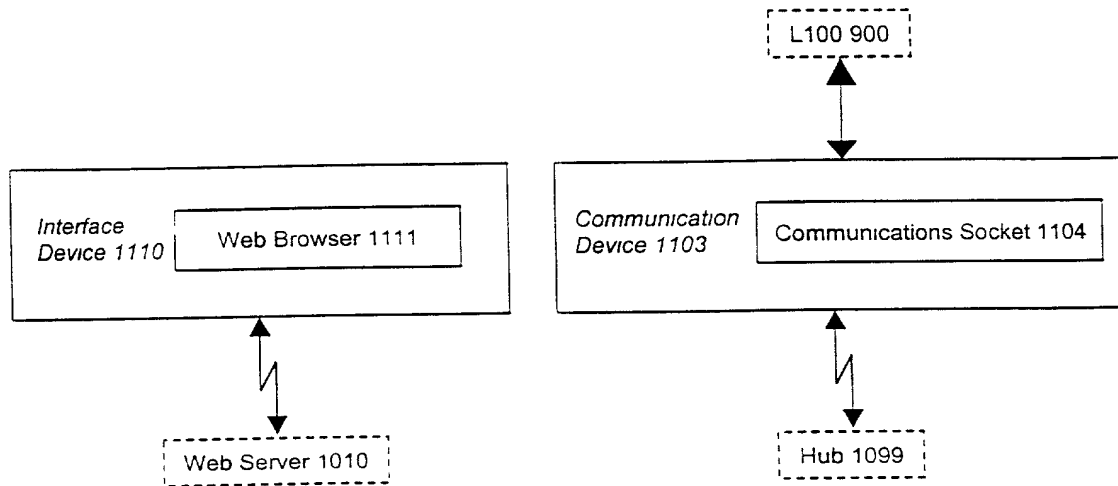 L100 900
Interface
Device 1110
Web Browser 1111
Communication
Device 1103
Communications Socket 1104
Web Server 1010
Hub 1099